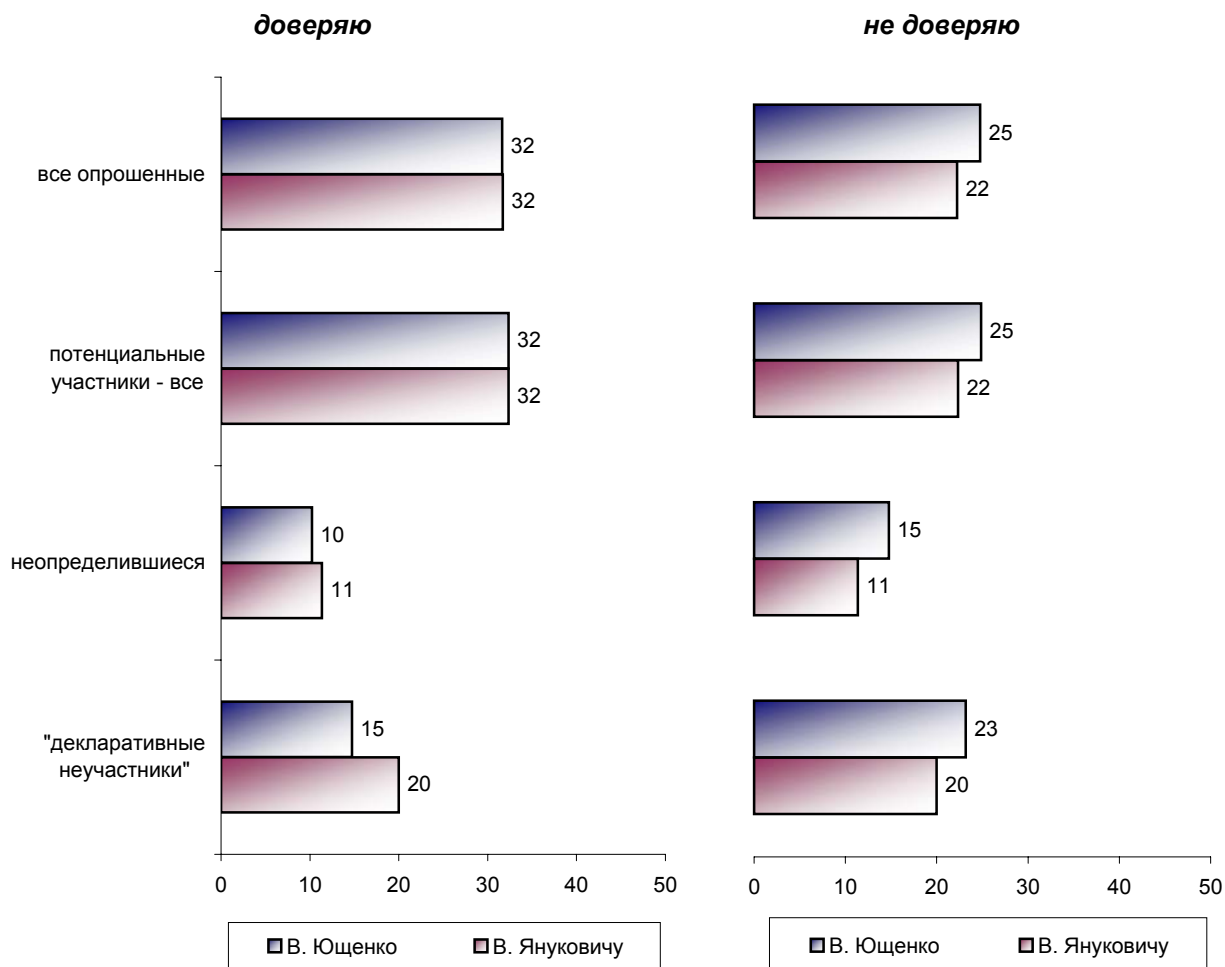 доверяю
не доверяю
все опрошенные
32
32
25
22
потенциальные
участники - все
32
32
25
22
неопределившиеся
10
11
15
11
"декларативные
неучастники"
15
20
23
20
0 10 20 30 40 50
0 10 20 30 40 50
В. Ющенко В. Януковичу
В. Ющенко В. Януковичу